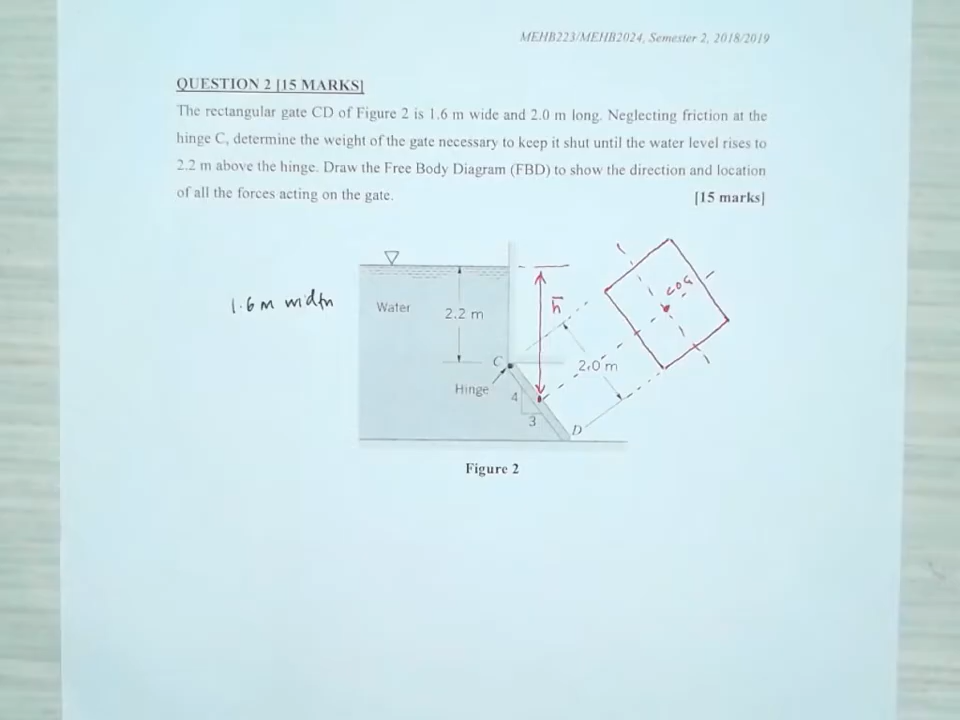 MEHB223/MEHB2024, Semester 2, 2018/2019
QUESTION 2 [15 MARKS]
The rectangular gate CD of Figure 2 is 1.6 m wide and 2.0 m long. Neglecting friction at the
hinge C, determine the weight of the gate necessary to keep it shut until the water level rises to
2.2 m above the hinge. Draw the Free Body Diagram (FBD) to show the direction and location
of all the forces acting on the gate.
[15 marks]
1.6 m width
Water
2.2 m
h̄
COG
C
2.0 m
Hinge
4
3
D
Figure 2